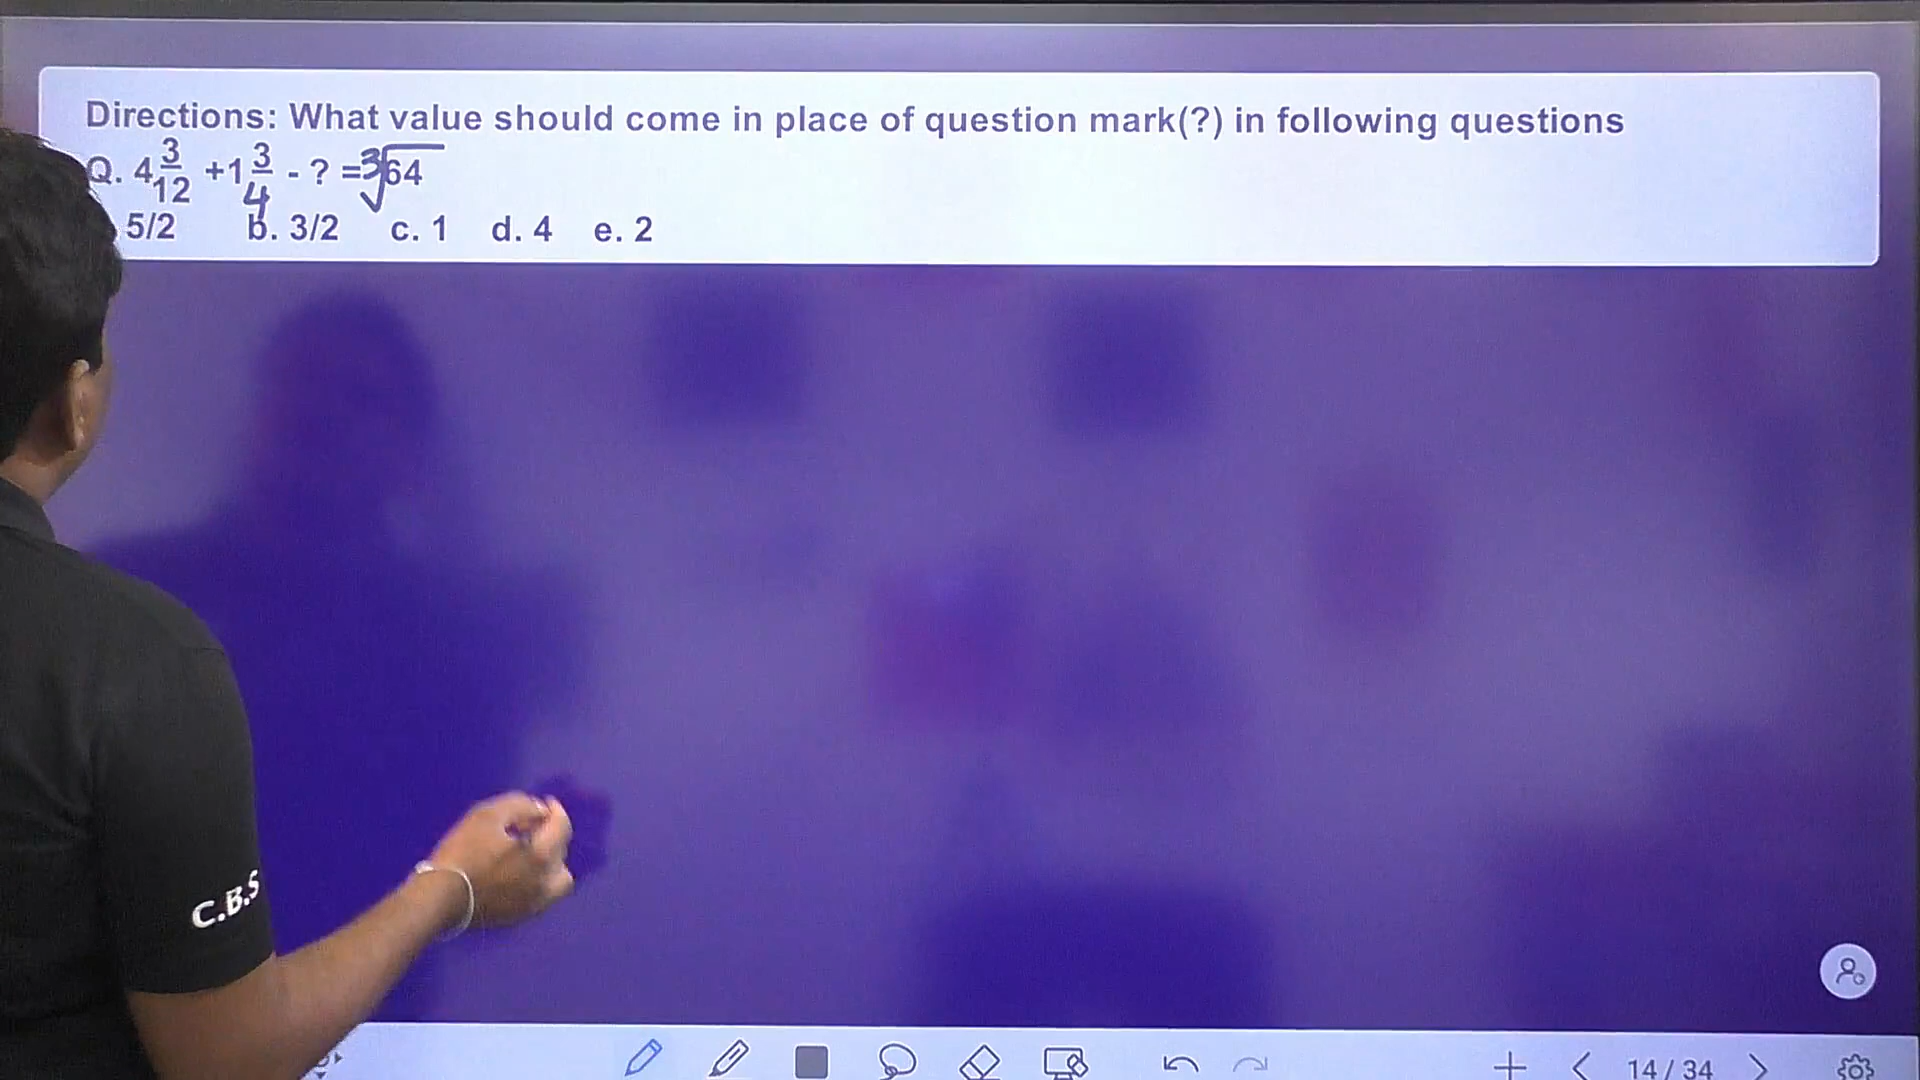 Directions: What value should come in place of question mark(?) in following questions
Q. 4 3/12 + 1 3/4 - ? = ∛64
5/2 b. 3/2 c. 1 d. 4 e. 2
C.B.S
14 / 34